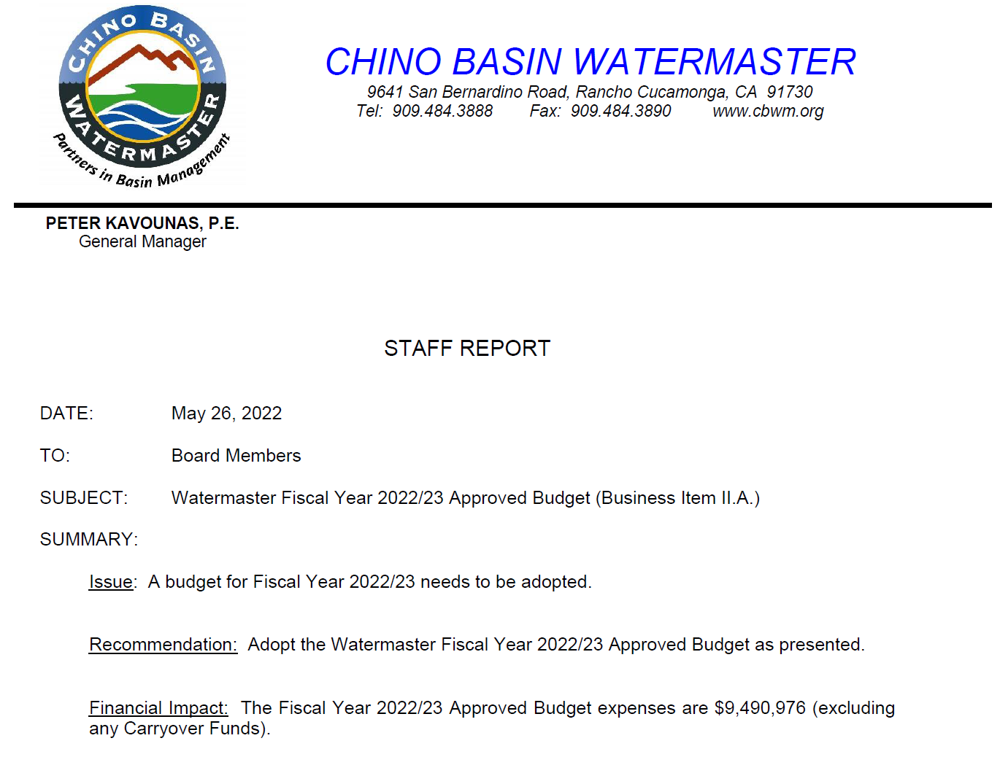 CHINO BASIN
WATERMASTER
Partners in Basin Management
CHINO BASIN WATERMASTER
9641 San Bernardino Road, Rancho Cucamonga, CA 91730
Tel: 909.484.3888 Fax: 909.484.3890 www.cbwm.org
PETER KAVOUNAS, P.E.
General Manager
STAFF REPORT
DATE: May 26, 2022
TO: Board Members
SUBJECT: Watermaster Fiscal Year 2022/23 Approved Budget (Business Item II.A.)
SUMMARY:
Issue: A budget for Fiscal Year 2022/23 needs to be adopted.
Recommendation: Adopt the Watermaster Fiscal Year 2022/23 Approved Budget as presented.
Financial Impact: The Fiscal Year 2022/23 Approved Budget expenses are $9,490,976 (excluding
any Carryover Funds).